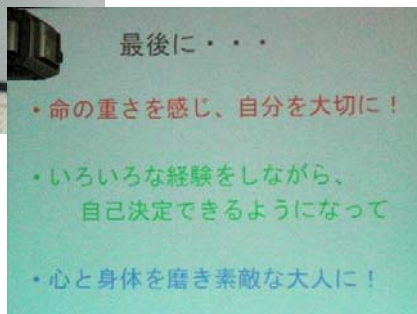 最後に・・・
・命の重さを感じ、自分を大切に！
・いろいろな経験をしながら、
自己決定できるようになって
・心と身体を磨き素敵な大人に！